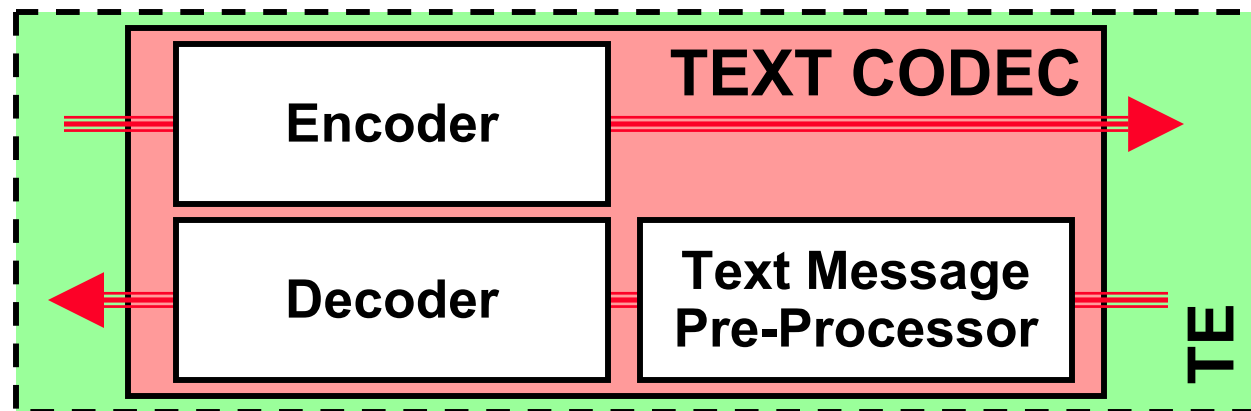 TEXT CODEC
Encoder
Decoder
Text Message
Pre-Processor
TE